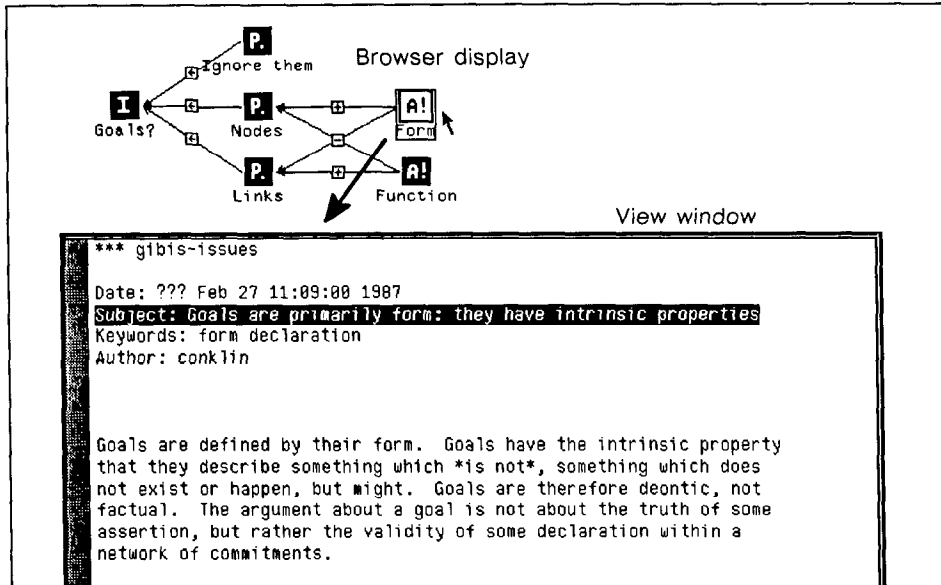 P.
Ignore them
Browser display
I
P.
A!
Goals?
Nodes
Form
P.
A!
Links
Function
View window
*** gibis-issues
Date: ??? Feb 27 11:09:00 1987
Subject: Goals are primarily form: they have intrinsic properties
Keywords: form declaration
Author: conklin
Goals are defined by their form. Goals have the intrinsic property
that they describe something which *is not*, something which does
not exist or happen, but might. Goals are therefore deontic, not
factual. The argument about a goal is not about the truth of some
assertion, but rather the validity of some declaration within a
network of commitments.